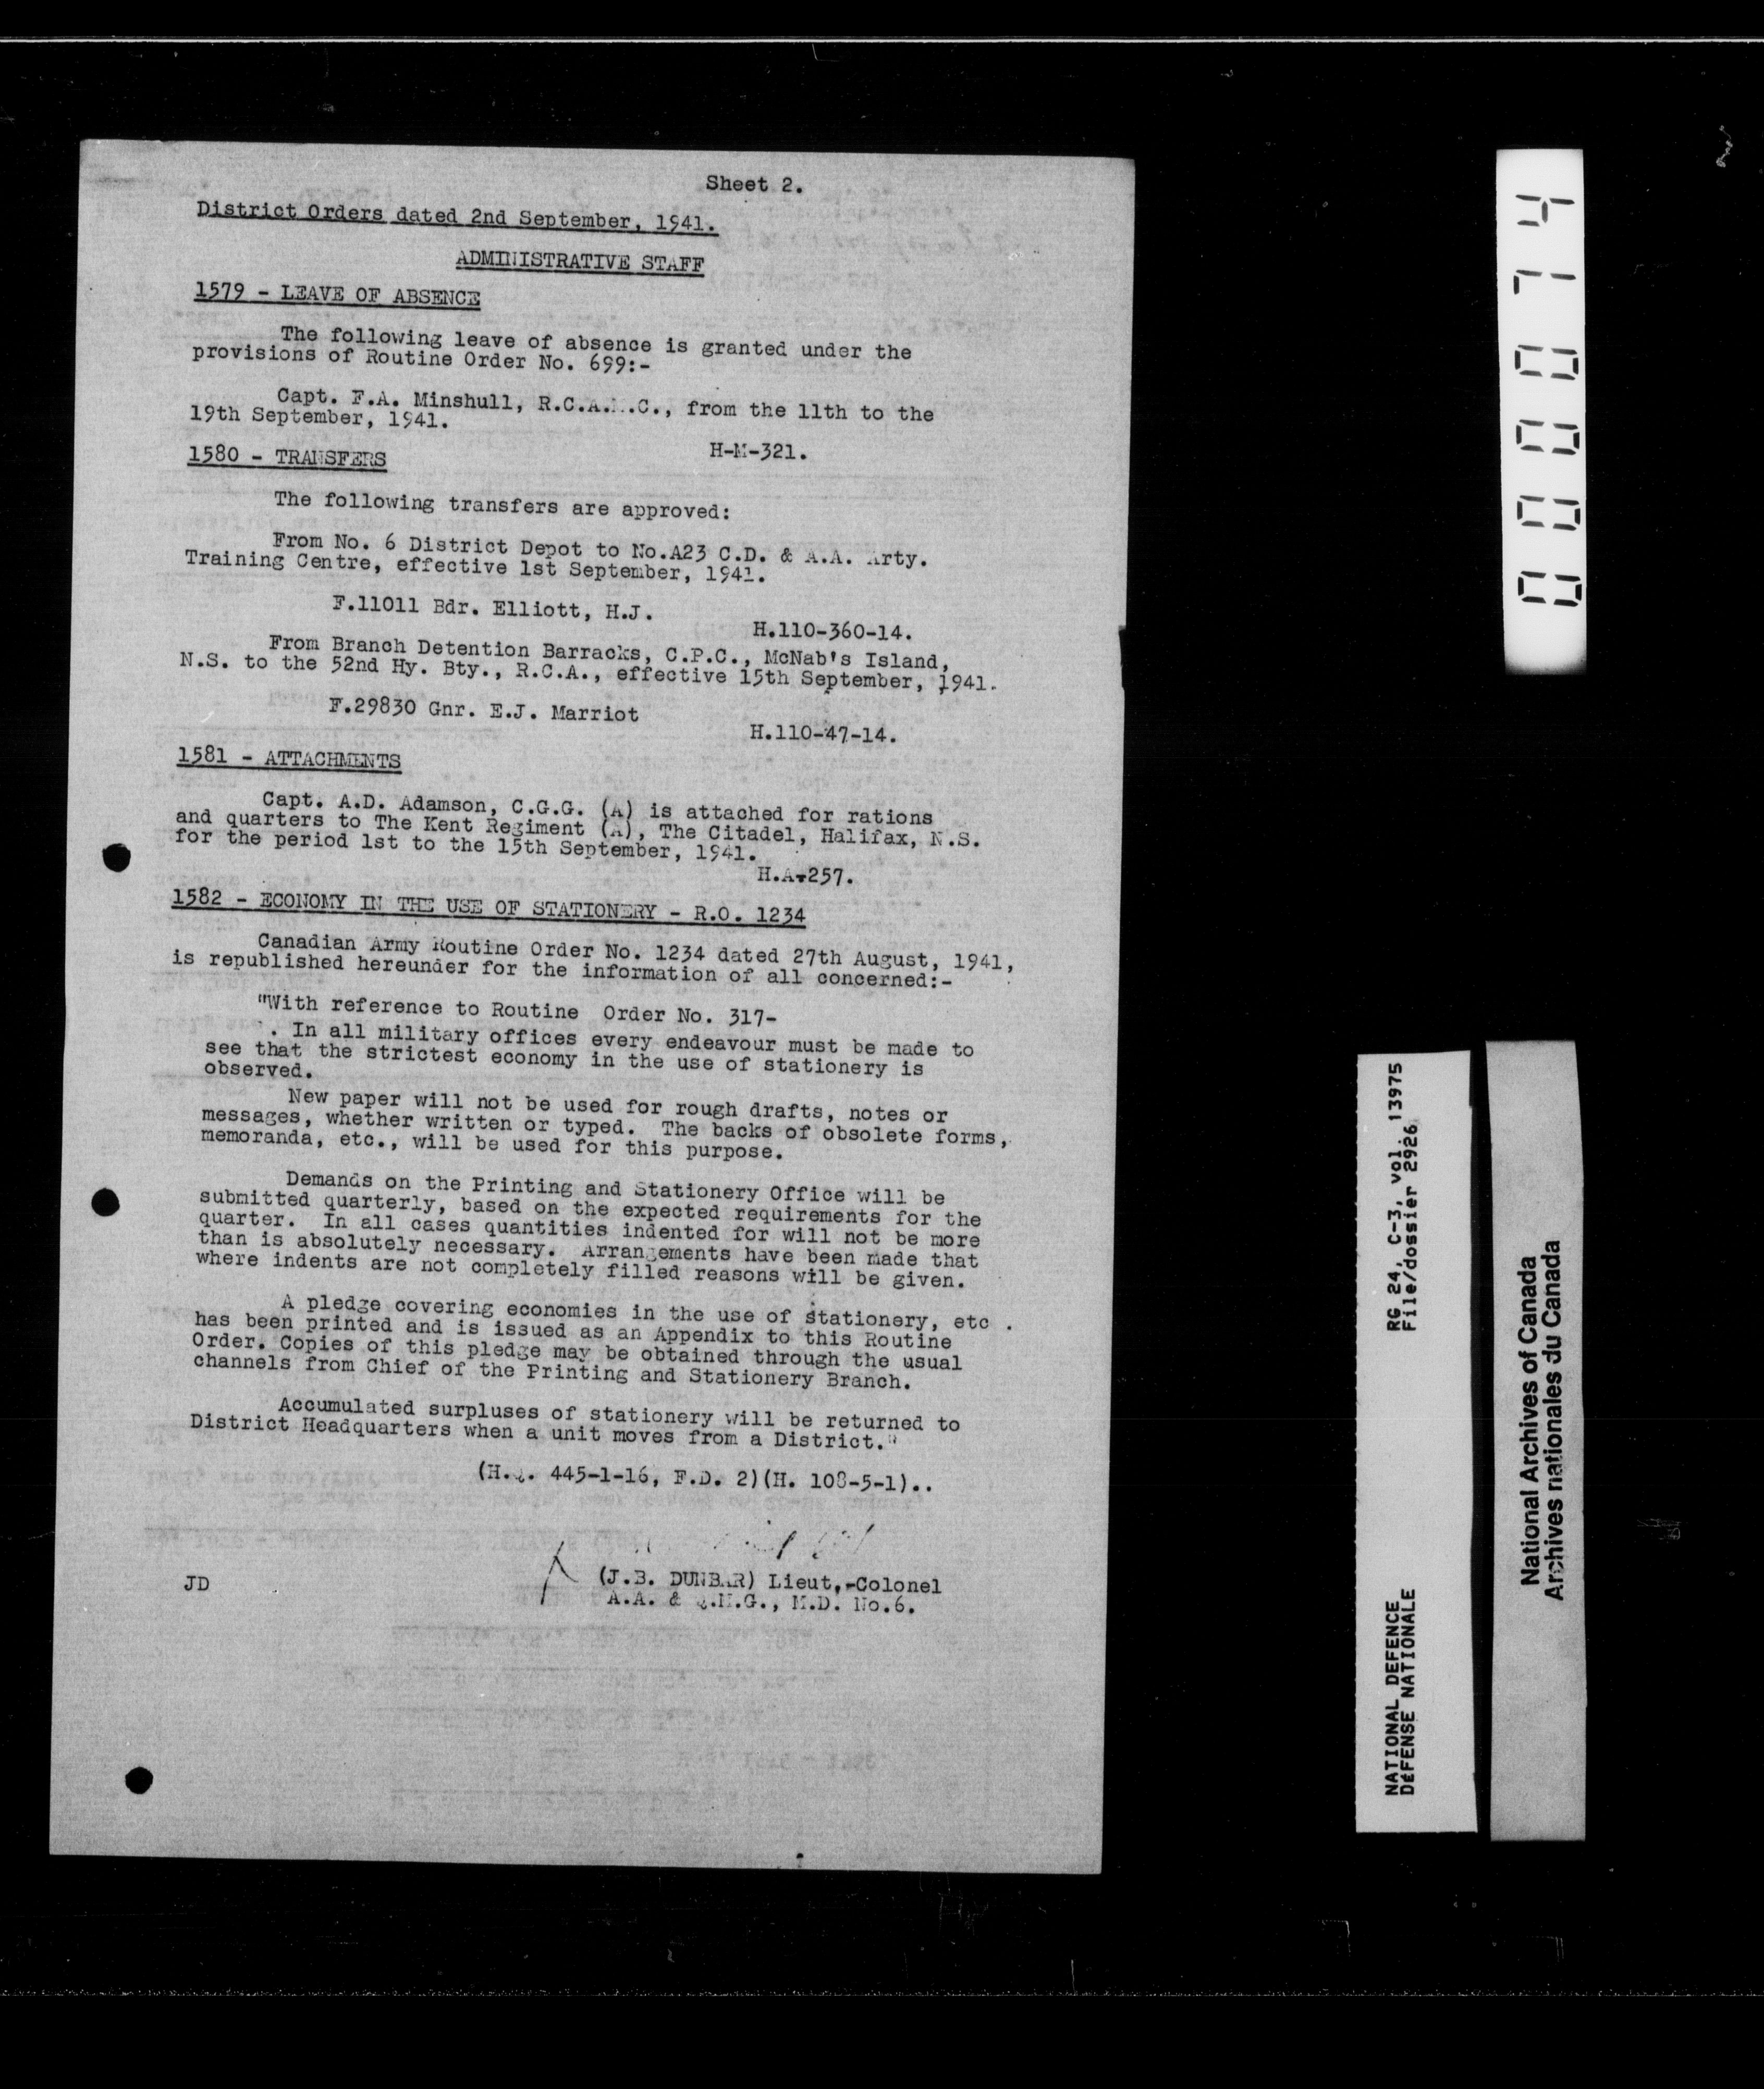 Sheet 2.
District Orders dated 2nd September, 1941.
ADMINISTRATIVE STAFF
1579 - LEAVE OF ABSENCE
The following leave of absence is granted under the
provisions of Routine Order No. 699:-
Capt. F.A. Minshull, R.C.A.M.C., from the 11th to the
19th September, 1941.
H-M-321.
1580 - TRANSFERS
The following transfers are approved:
From No. 6 District Depot to No.A23 C.D. & A.A. Arty.
Training Centre, effective 1st September, 1941.
F.11011 Bdr. Elliott, H.J.
H.110-360-14.
From Branch Detention Barracks, C.P.C., McNab's Island,
N.S. to the 52nd Hy. Bty., R.C.A., effective 15th September, 1941.
F.29830 Gnr. E.J. Marriot
H.110-47-14.
1581 - ATTACHMENTS
Capt. A.D. Adamson, C.G.G. (A) is attached for rations
and quarters to The Kent Regiment (A), The Citadel, Halifax, N.S.
for the period 1st to the 15th September, 1941.
H.A-257.
1582 - ECONOMY IN THE USE OF STATIONERY - R.O. 1234
Canadian Army Routine Order No. 1234 dated 27th August, 1941,
is republished hereunder for the information of all concerned:-
"With reference to Routine Order No. 317-
. In all military offices every endeavour must be made to
see that the strictest economy in the use of stationery is
observed.
New paper will not be used for rough drafts, notes or
messages, whether written or typed. The backs of obsolete forms,
memoranda, etc., will be used for this purpose.
Demands on the Printing and Stationery Office will be
submitted quarterly, based on the expected requirements for the
quarter. In all cases quantities indented for will not be more
than is absolutely necessary. Arrangements have been made that
where indents are not completely filled reasons will be given.
A pledge covering economies in the use of stationery, etc .
has been printed and is issued as an Appendix to this Routine
Order. Copies of this pledge may be obtained through the usual
channels from Chief of the Printing and Stationery Branch.
Accumulated surpluses of stationery will be returned to
District Headquarters when a unit moves from a District."
(H.Q. 445-1-16, F.D. 2)(H. 108-5-1)..
(J.B. DUNBAR) Lieut,-Colonel
A.A. & Q.M.G., M.D. No.6.
JD
000074
RG 24, C-3, vol. 13975
File/dossier 2926
NATIONAL DEFENCE
DÉFENSE NATIONALE
National Archives of Canada
Archives nationales du Canada